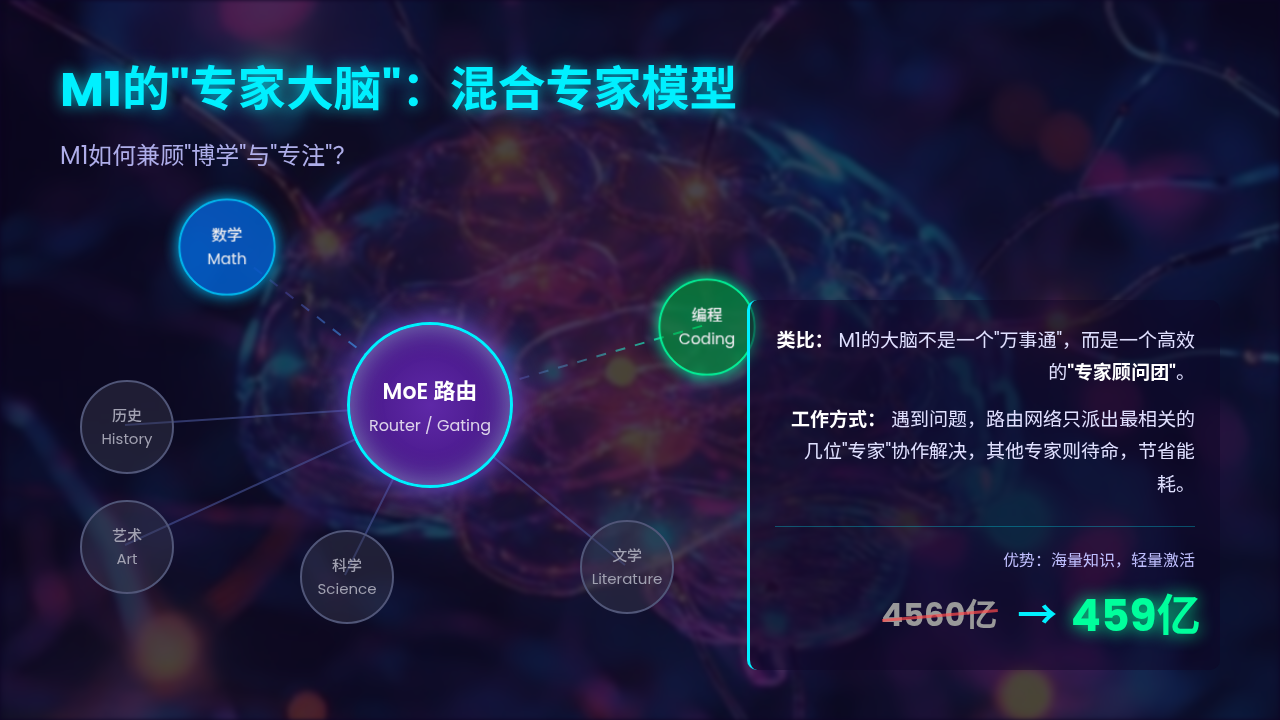 M1的"专家大脑"：混合专家模型
M1如何兼顾"博学"与"专注"？
数学
Math
编程
Coding
MoE 路由
Router / Gating
历史
History
艺术
Art
科学
Science
文学
Literature
类比： M1的大脑不是一个"万事通"，而是一个高效
的"专家顾问团"。
工作方式： 遇到问题，路由网络只派出最相关的
几位"专家"协作解决，其他专家则待命，节省能
耗。
优势：海量知识，轻量激活
4560亿 → 459亿